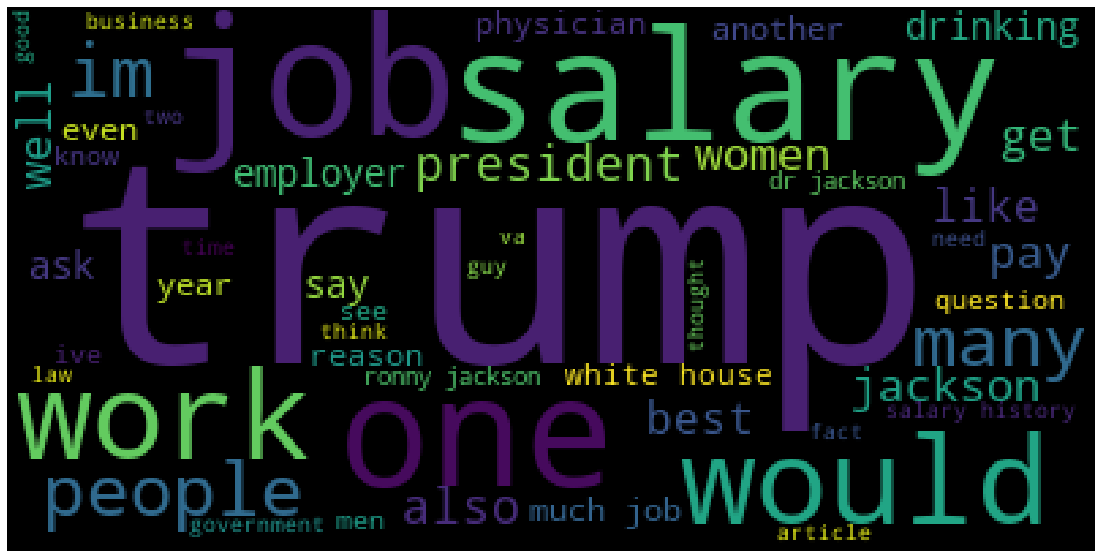 good
business
physician
another
drinking
im
job
salary
well
even
two
know
get
employer
president
women
dr jackson
trump
like
need
pay
ask
time
va
guy
year
say
see
think
thought
question
many
ive
reason
law
ronny jackson
white house
jackson
salary history
work
one
best
fact
would
people
also
much job
government
men
article